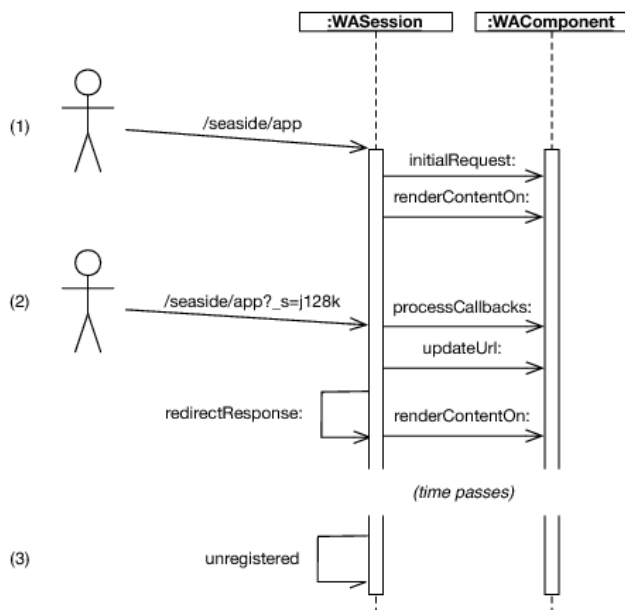 :WASession :WAComponent
(1)
/seaside/app
initialRequest:
renderContentOn:
(2)
/seaside/app?_s=j128k
processCallbacks:
updateUrl:
redirectResponse:
renderContentOn:
(time passes)
(3)
unregistered